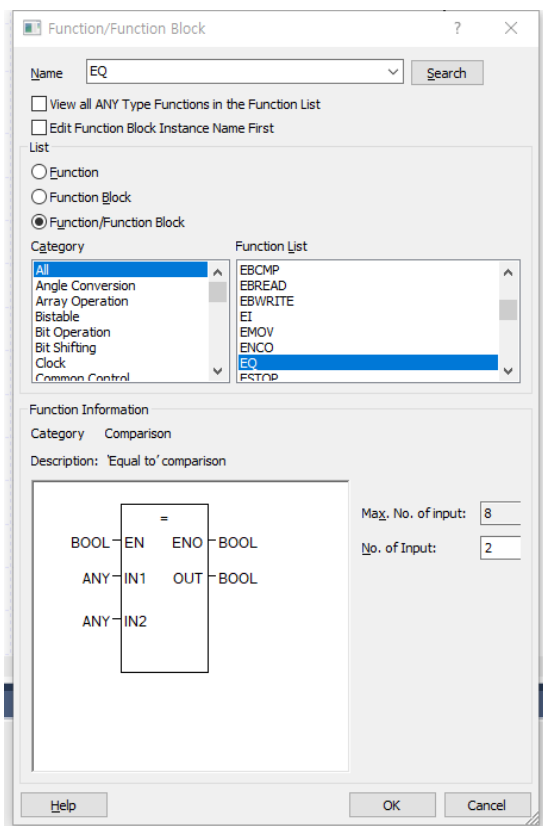 Function/Function Block
?
Name EQ Search
View all ANY Type Functions in the Function List
Edit Function Block Instance Name First
List
Function
Function Block
Function/Function Block
Category Function List
All EBCMP
Angle Conversion EBREAD
Array Operation EBWRITE
Bistable EI
Bit Operation EMOV
Bit Shifting ENCO
Clock EQ
Common Control ESTOP
Function Information
Category Comparison
Description: 'Equal to' comparison
=
Max. No. of input: 8
BOOL EN ENO BOOL
No. of Input: 2
ANY IN1 OUT BOOL
ANY IN2
Help OK Cancel